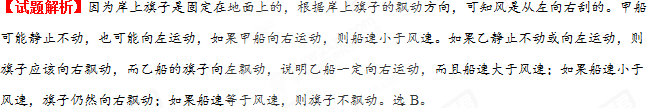 【试题解析】因为岸上旗子是固定在地面上的，根据岸上旗子的飘动方向，可知风是从左向右刮的。甲船
可能静止不动，也可能向左运动，如果甲船向右运动，则船速小于风速。如果乙静止不动或向左运动，则
旗子应该向右飘动，而乙船的旗子向左飘动，说明乙船一定向右运动，而且船速大于风速；如果船速小于
风速，旗子仍然向右飘动；如果船速等于风速，则旗子不飘动。选 B。